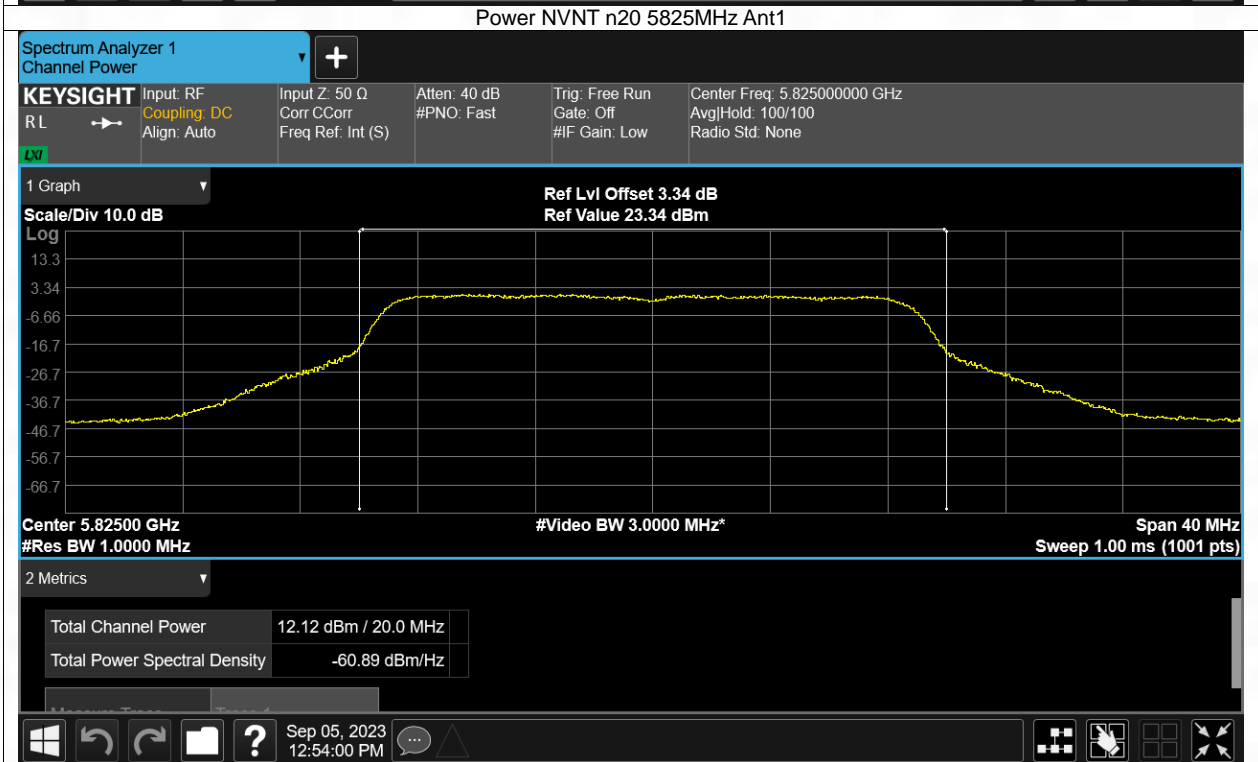 Power NVNT n20 5825MHz Ant1
Spectrum Analyzer 1
Channel Power
+
KEYSIGHT Input: RF Input Z: 50 Ω Atten: 40 dB Trig: Free Run Center Freq: 5.825000000 GHz
RL Coupling: DC Corr CCorr #PNO: Fast Gate: Off Avg|Hold: 100/100
Align: Auto Freq Ref: Int (S) #IF Gain: Low Radio Std: None
LXI
1 Graph
Ref Lvl Offset 3.34 dB
Scale/Div 10.0 dB Ref Value 23.34 dBm
Log
13.3
3.34
-6.66
-16.7
-26.7
-36.7
-46.7
-56.7
-66.7
Center 5.82500 GHz #Video BW 3.0000 MHz* Span 40 MHz
#Res BW 1.0000 MHz Sweep 1.00 ms (1001 pts)
2 Metrics
Total Channel Power 12.12 dBm / 20.0 MHz
Total Power Spectral Density -60.89 dBm/Hz
? Sep 05, 2023
12:54:00 PM